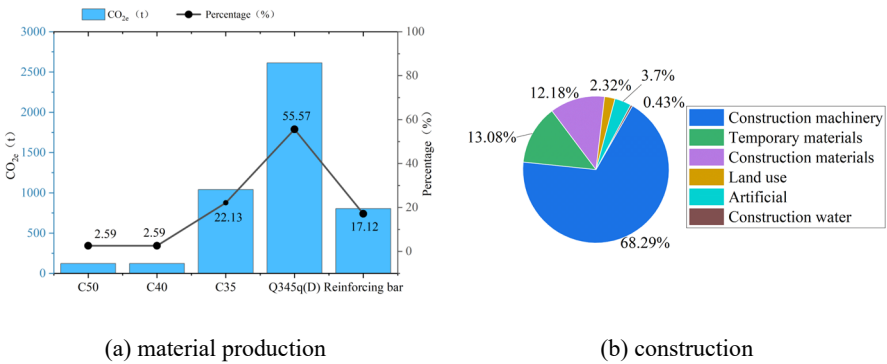 CO2e（t） Percentage（%）
3000
2500
2000
1500
1000
500
0
CO2e（t）
100
80
60
40
20
0
Percentage（%）
2.59
2.59
22.13
55.57
17.12
C50 C40 C35 Q345q(D) Reinforcing bar
(a) material production
68.29%
13.08%
12.18%
2.32%
3.7%
0.43%
Construction machinery
Temporary materials
Construction materials
Land use
Artificial
Construction water
(b) construction